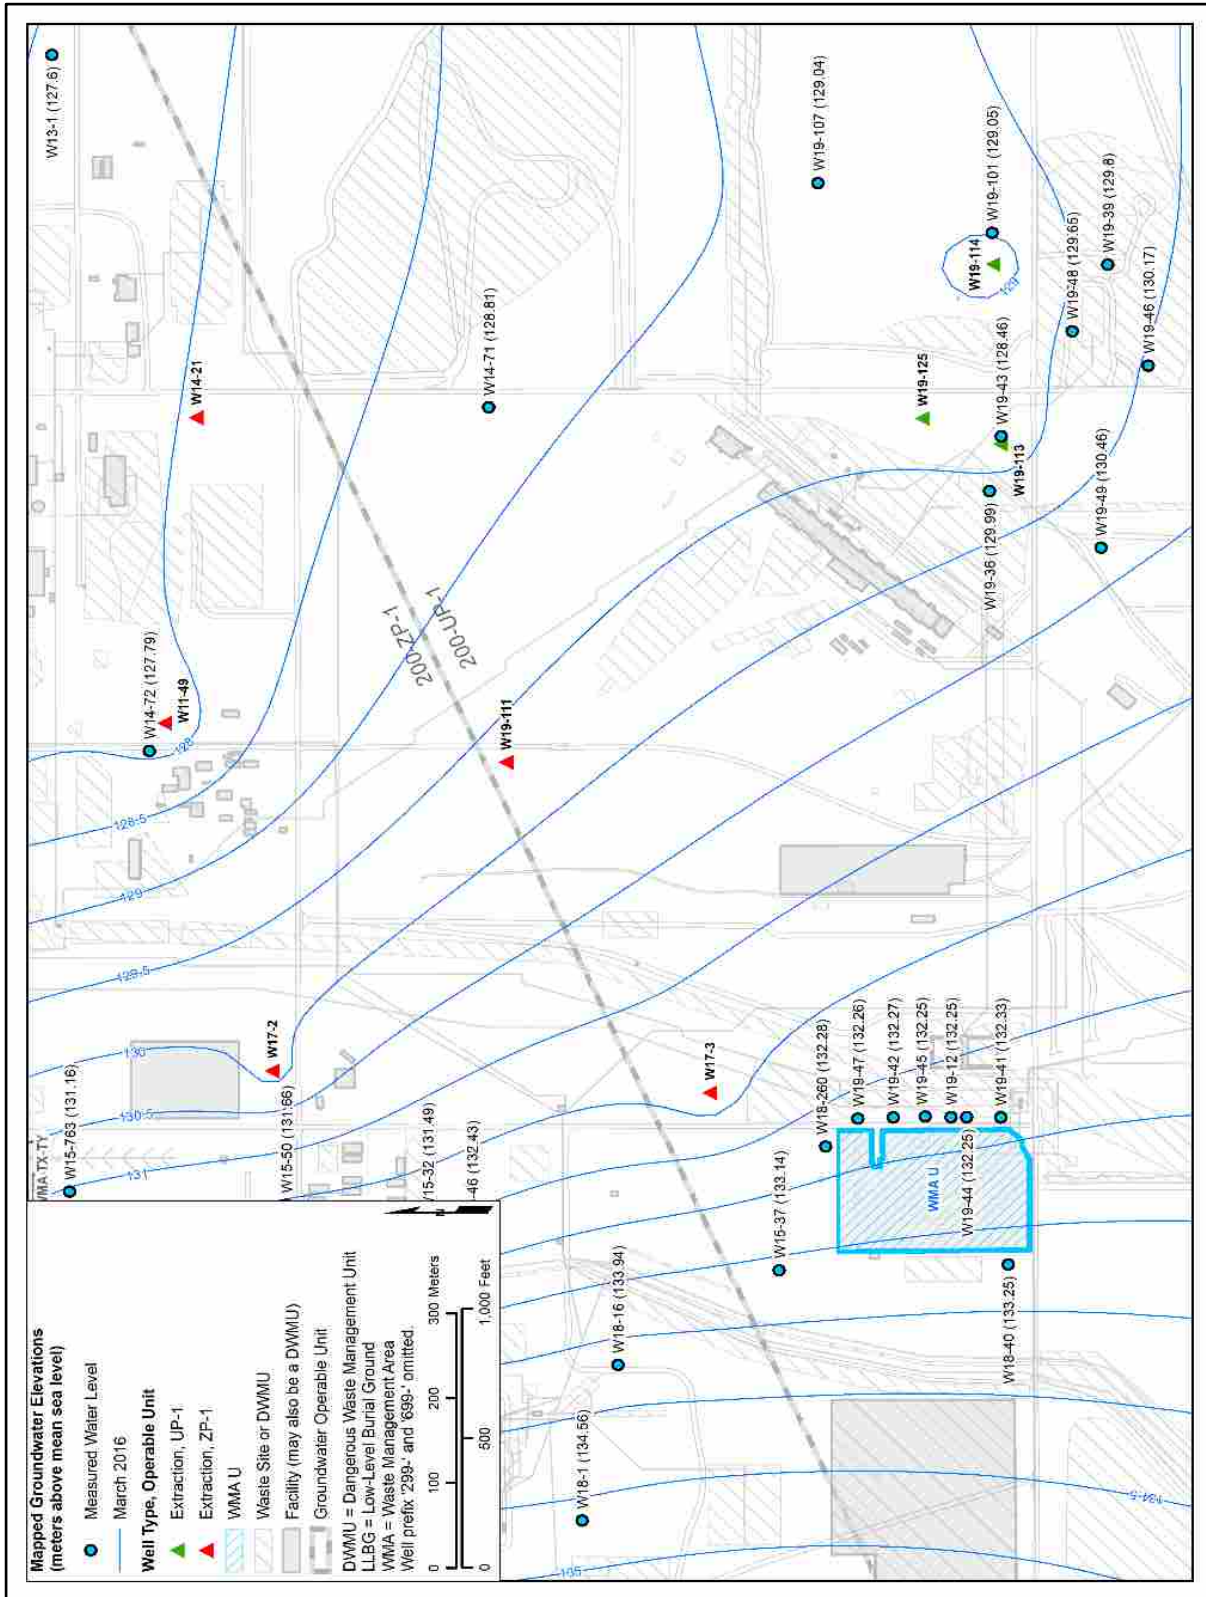 Mapped Groundwater Elevations
(meters above mean sea level)
Measured Water Level
March 2016
Well Type, Operable Unit
Extraction, UP-1
Extraction, ZP-1
WMA U
Waste Site or DWMU
Facility (may also be a DWMU)
Groundwater Operable Unit
DWMU = Dangerous Waste Management Unit
LLBG = Low-Level Burial Ground
WMA = Waste Management Area
Well prefix '299-' and '699-' omitted.
0 100 200 300 Meters
0 500 1,000 Feet
N
WMA TX-TY
W15-763 (131.16)
131
130.5
130
129.5
129
128.5
128
W14-72 (127.79)
W11-49
W14-21
W13-1 (127.6)
W15-50 (131.66)
W17-2
W15-32 (131.49)
-46 (132.43)
200-ZP-1
200-UP-1
W14-71 (128.81)
W19-111
W18-1 (134.56)
W18-16 (133.94)
W17-3
W15-37 (133.14)
W18-260 (132.28)
W19-47 (132.26)
W19-42 (132.27)
W19-45 (132.25)
W19-12 (132.25)
W19-41 (132.33)
W19-44 (132.25)
WMA U
W18-40 (133.25)
W19-107 (129.04)
W19-101 (129.05)
W19-114
129
W19-125
W19-43 (128.46)
W19-113
W19-36 (129.99)
W19-48 (129.65)
W19-39 (129.8)
W19-46 (130.17)
W19-49 (130.46)
134.5
135